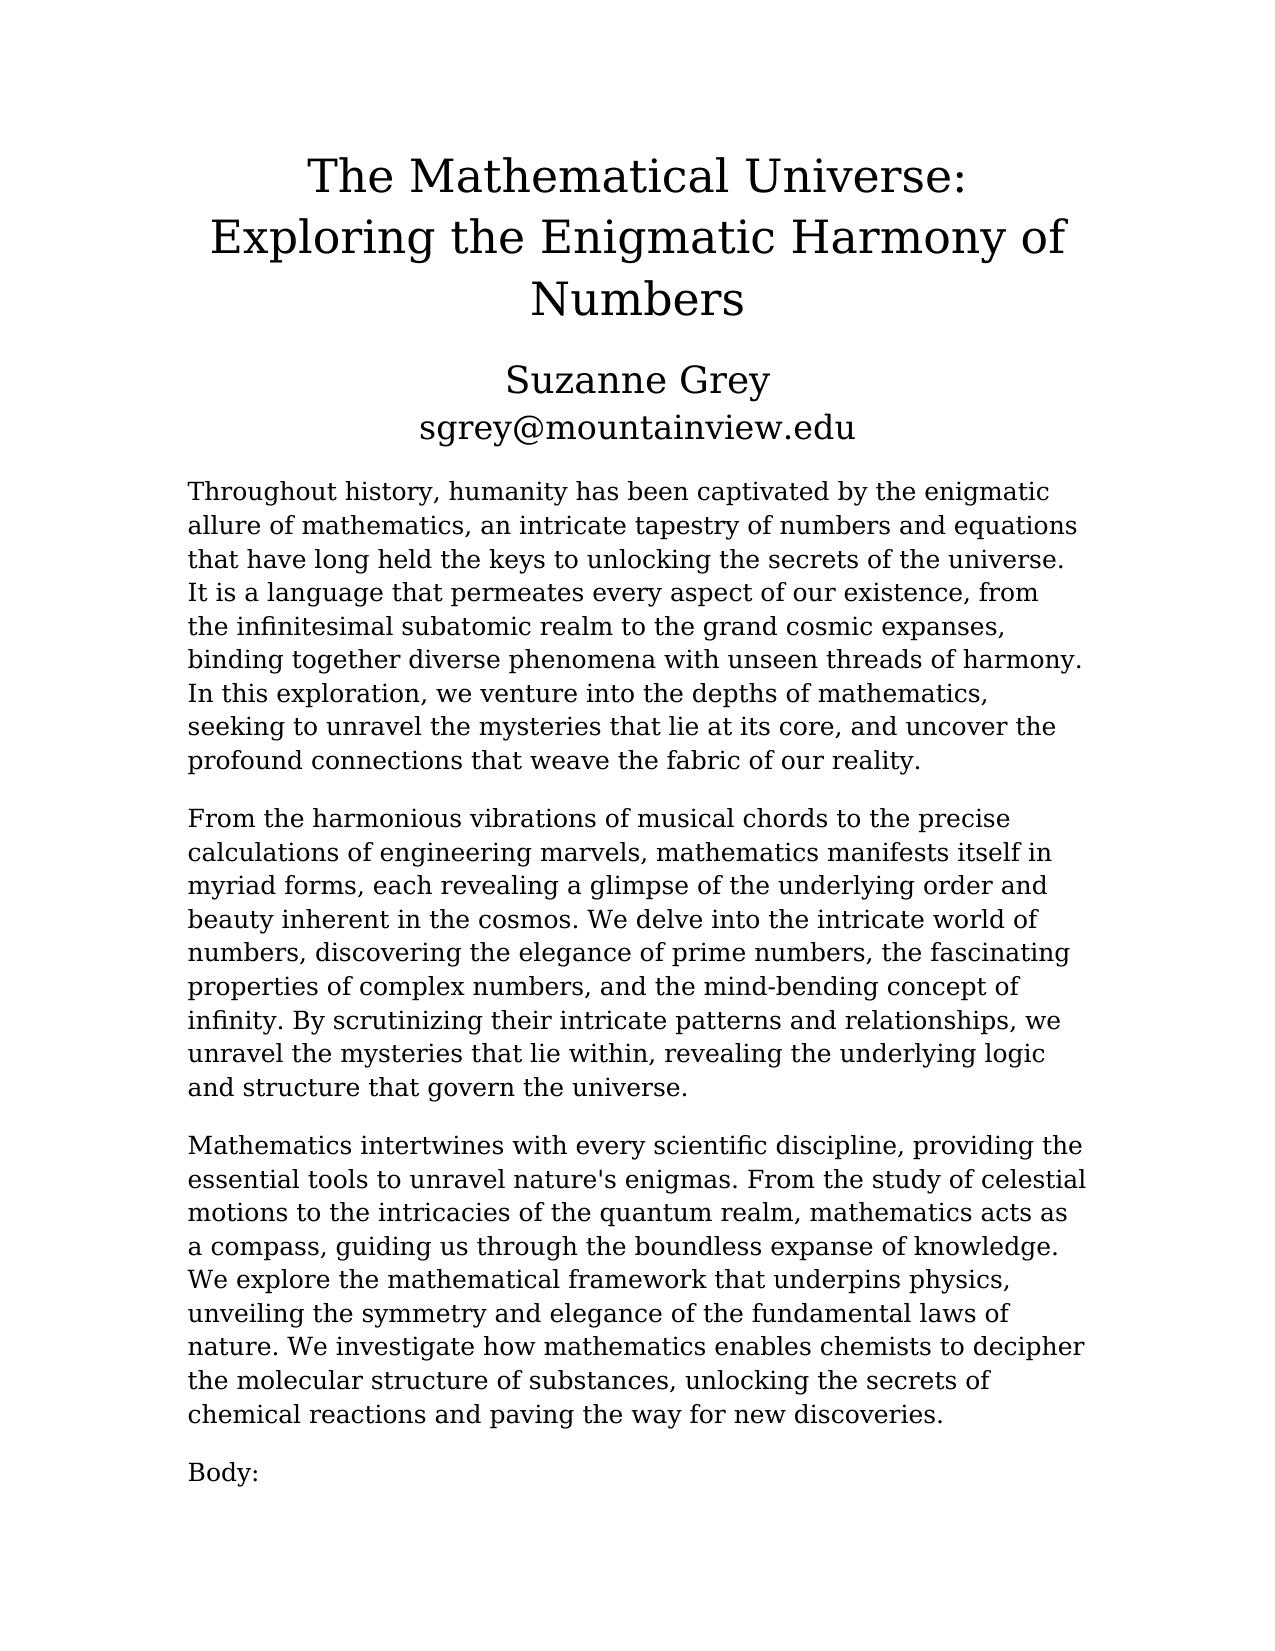 The Mathematical Universe:
Exploring the Enigmatic Harmony of
Numbers
Suzanne Grey
sgrey@mountainview.edu
Throughout history, humanity has been captivated by the enigmatic
allure of mathematics, an intricate tapestry of numbers and equations
that have long held the keys to unlocking the secrets of the universe.
It is a language that permeates every aspect of our existence, from
the infinitesimal subatomic realm to the grand cosmic expanses,
binding together diverse phenomena with unseen threads of harmony.
In this exploration, we venture into the depths of mathematics,
seeking to unravel the mysteries that lie at its core, and uncover the
profound connections that weave the fabric of our reality.
From the harmonious vibrations of musical chords to the precise
calculations of engineering marvels, mathematics manifests itself in
myriad forms, each revealing a glimpse of the underlying order and
beauty inherent in the cosmos. We delve into the intricate world of
numbers, discovering the elegance of prime numbers, the fascinating
properties of complex numbers, and the mind-bending concept of
infinity. By scrutinizing their intricate patterns and relationships, we
unravel the mysteries that lie within, revealing the underlying logic
and structure that govern the universe.
Mathematics intertwines with every scientific discipline, providing the
essential tools to unravel nature's enigmas. From the study of celestial
motions to the intricacies of the quantum realm, mathematics acts as
a compass, guiding us through the boundless expanse of knowledge.
We explore the mathematical framework that underpins physics,
unveiling the symmetry and elegance of the fundamental laws of
nature. We investigate how mathematics enables chemists to decipher
the molecular structure of substances, unlocking the secrets of
chemical reactions and paving the way for new discoveries.
Body: